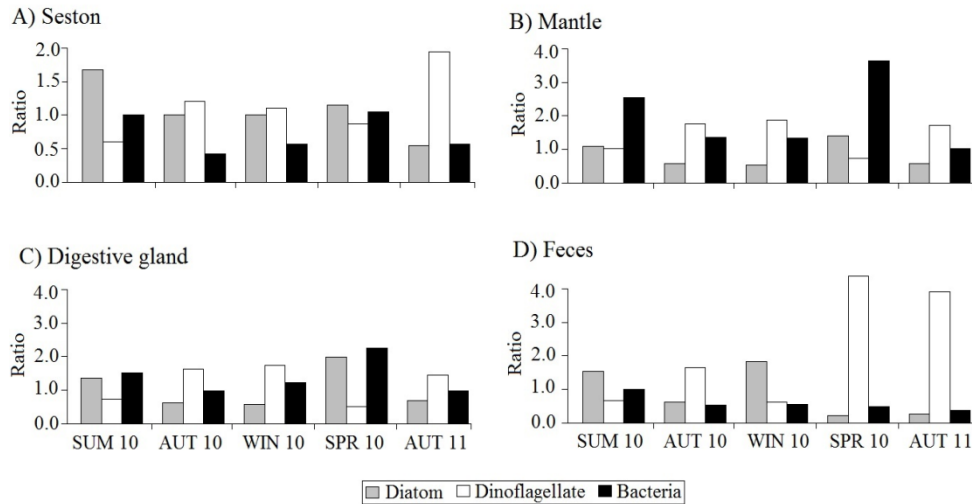 A) Seston
Ratio
2.0
1.5
1.0
0.5
0.0
B) Mantle
Ratio
4.0
3.0
2.0
1.0
0.0
C) Digestive gland
Ratio
4.0
3.0
2.0
1.0
0.0
SUM 10 AUT 10 WIN 10 SPR 10 AUT 11
D) Feces
Ratio
4.0
3.0
2.0
1.0
0.0
SUM 10 AUT 10 WIN 10 SPR 10 AUT 11
Diatom Dinoflagellate Bacteria